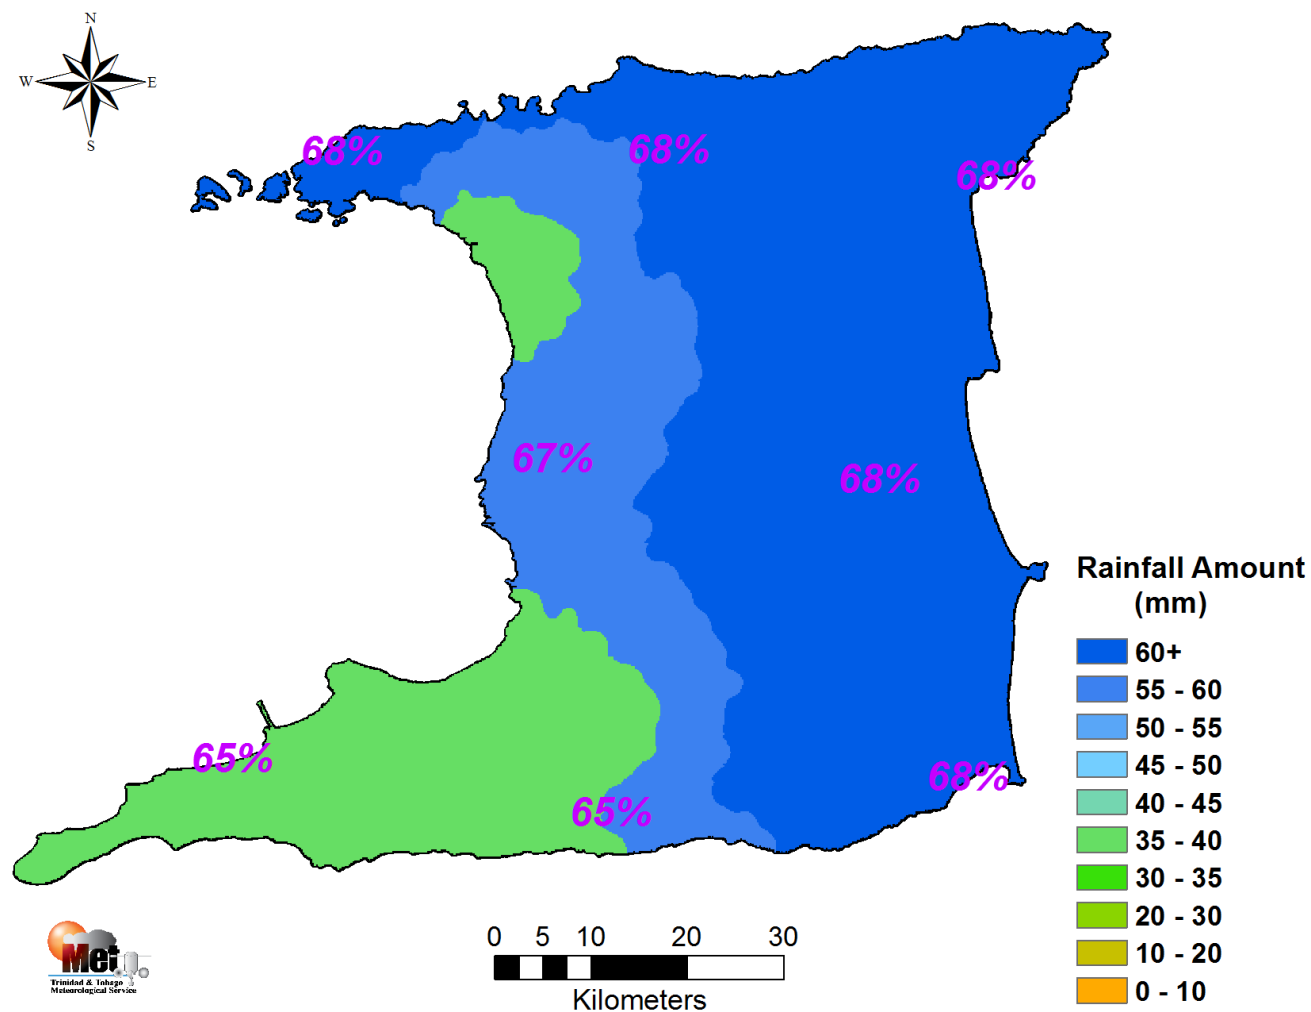 N
W E
S
68%
68%
68%
67%
68%
65%
65%
68%
Rainfall Amount
(mm)
60+
55 - 60
50 - 55
45 - 50
40 - 45
35 - 40
30 - 35
20 - 30
10 - 20
0 - 10
Met
Trinidad & Tobago
Meteorological Service
0 5 10 20 30
Kilometers